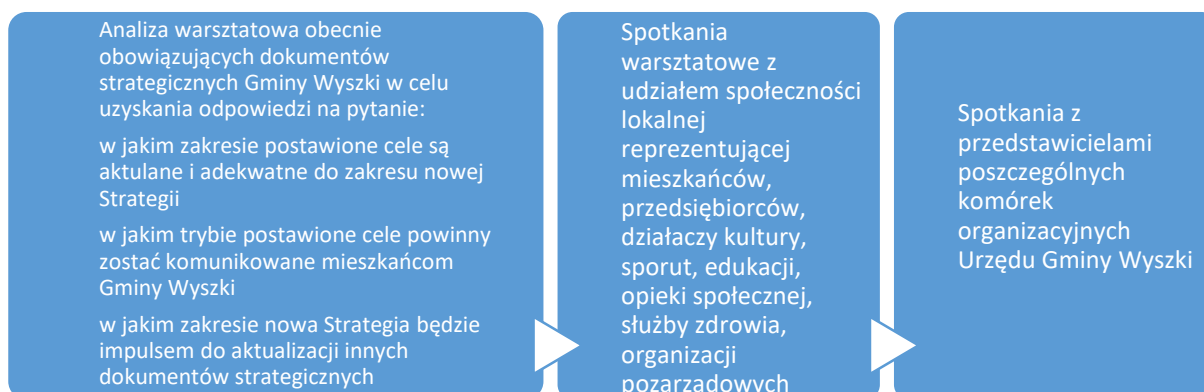 Analiza warsztatowa obecnie
obowiązujących dokumentów
strategicznych Gminy Wyszki w celu
uzyskania odpowiedzi na pytanie:
w jakim zakresie postawione cele są
aktulane i adekwatne do zakresu nowej
Strategii
w jakim trybie postawione cele powinny
zostać komunikowane mieszkańcom
Gminy Wyszki
w jakim zakresie nowa Strategia będzie
impulsem do aktualizacji innych
dokumentów strategicznych
Spotkania
warsztatowe z
udziałem społeczności
lokalnej
reprezentującej
mieszkańców,
przedsiębiorców,
działaczy kultury,
sporut, edukacji,
opieki społecznej,
służby zdrowia,
organizacji
pozarządowych
Spotkania z
przedstawicielami
poszczególnych
komórek
organizacyjnych
Urzędu Gminy Wyszki